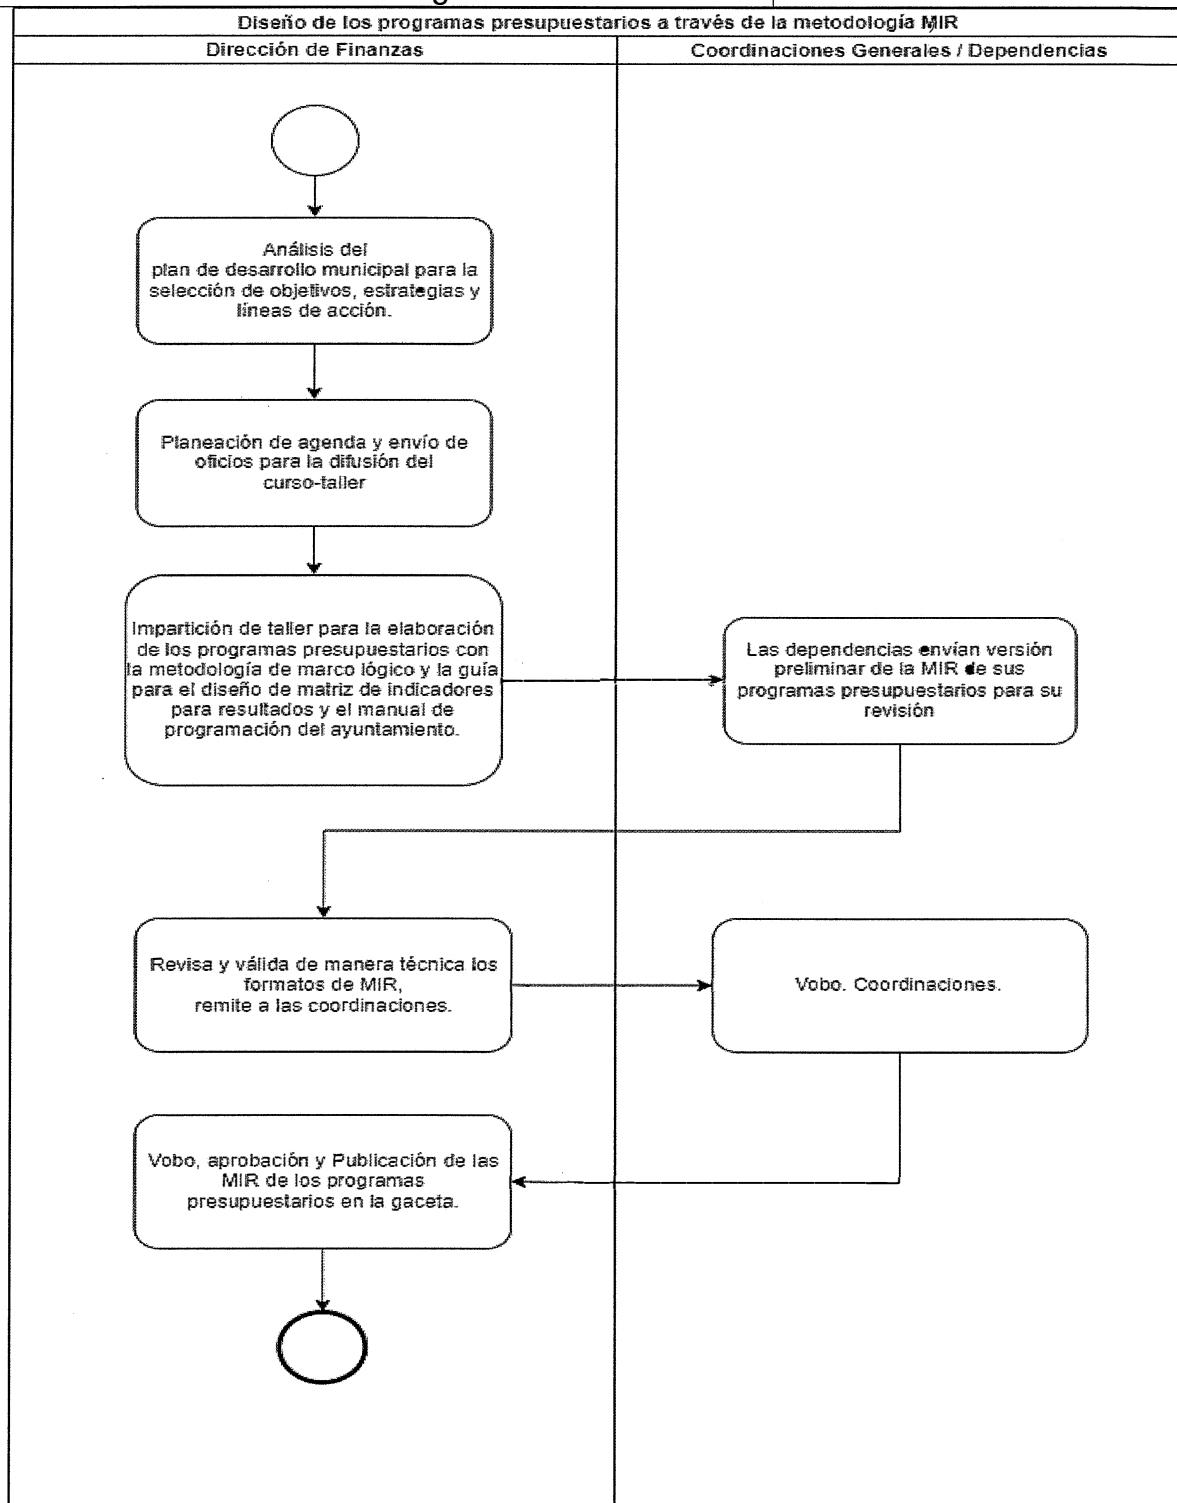 Diseño de los programas presupuestarios a través de la metodología MIR
Dirección de Finanzas
Coordinaciones Generales / Dependencias
Análisis del
plan de desarrollo municipal para la
selección de objetivos, estrategias y
líneas de acción.
Planeación de agenda y envío de
oficios para la difusión del
curso-taller
Impartición de taller para la elaboración
de los programas presupuestarios con
la metodología de marco lógico y la guía
para el diseño de matriz de indicadores
para resultados y el manual de
programación del ayuntamiento.
Las dependencias envían versión
preliminar de la MIR de sus
programas presupuestarios para su
revisión
Revisa y válida de manera técnica los
formatos de MIR,
remite a las coordinaciones.
Vobo. Coordinaciones.
Vobo, aprobación y Publicación de las
MIR de los programas
presupuestarios en la gaceta.